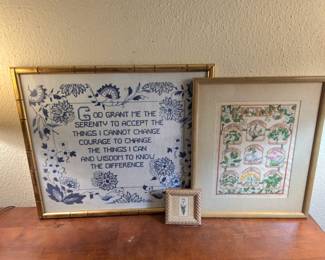 GOD GRANT ME THE
SERENITY TO ACCEPT THE
THINGS I CANNOT CHANGE
COURAGE TO CHANGE
THE THINGS I CAN
AND WISDOM TO KNOW
THE DIFFERENCE